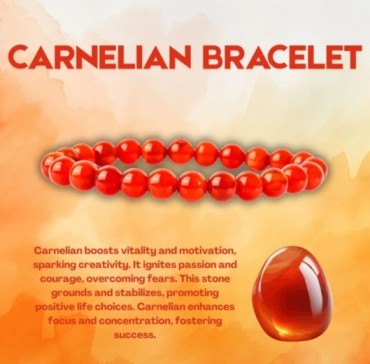 CARNELIAN BRACELET
Carnelian boosts vitality and motivation,
sparking creativity. It ignites passion and
courage, overcoming fears. This stone
grounds and stabilizes, promoting
positive life choices. Carnelian enhances
focus and concentration, fostering
success.